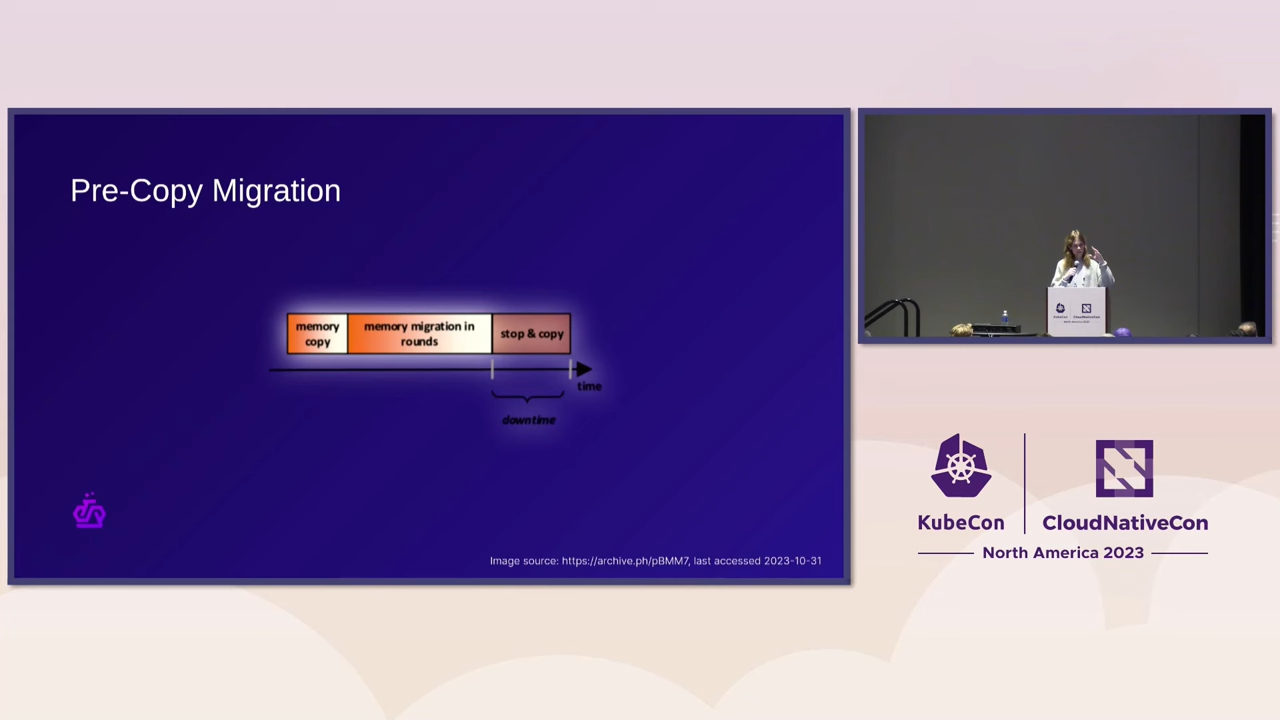 Pre-Copy Migration
memory
copy
memory migration in
rounds
stop & copy
time
downtime
Image source: https://archive.ph/pBMM7, last accessed 2023-10-31
KubeCon
CloudNativeCon
North America 2023